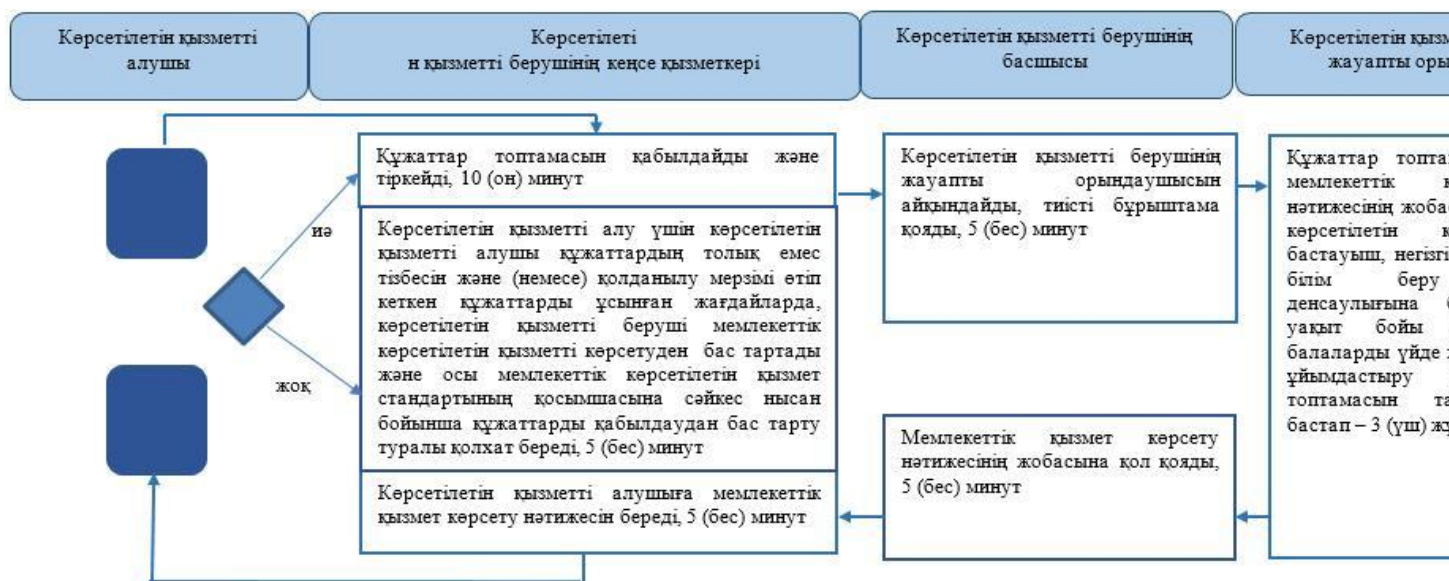 Көрсетілетін қызметті
алушы
Көрсетілеті
н қызметті берушінің кеңсе қызметкері
Көрсетілетін қызметті берушінің
басшысы
Көрсетілетін
жауапты
иә
жоқ
Құжаттар топтамасын қабылдайды және
тіркейді, 10 (он) минут
Көрсетілетін қызметті алу үшін көрсетілетін
қызметті алушы құжаттардың толық емес
тізбесін және (немесе) қолданылу мерзімі өтіп
кеткен құжаттарды ұсынған жағдайларда,
көрсетілетін қызметті беруші мемлекеттік
көрсетілетін қызметті көрсетуден бас тартады
және осы мемлекеттік көрсетілетін қызмет
стандартының қосымшасына сәйкес нысан
бойынша құжаттарды қабылдаудан бас тарту
туралы қолхат береді, 5 (бес) минут
Көрсетілетін қызметті алушыға мемлекеттік
қызмет көрсету нәтижесін береді, 5 (бес) минут
Көрсетілетін қызметті берушінің
жауапты орындаушысын
айқындайды, тиісті бұрыштама
қояды, 5 (бес) минут
Мемлекеттік қызмет көрсету
нәтижесінің жобасына қол қояды,
5 (бес) минут
Құжаттар
мемлекеттік
нәтижесінің
көрсетілетін
бастауыш,
білім беру
денсаулығына
уақыт бойы
балаларды үйде
ұйымдастыру
топтамасын
бастап – 3 (үш)